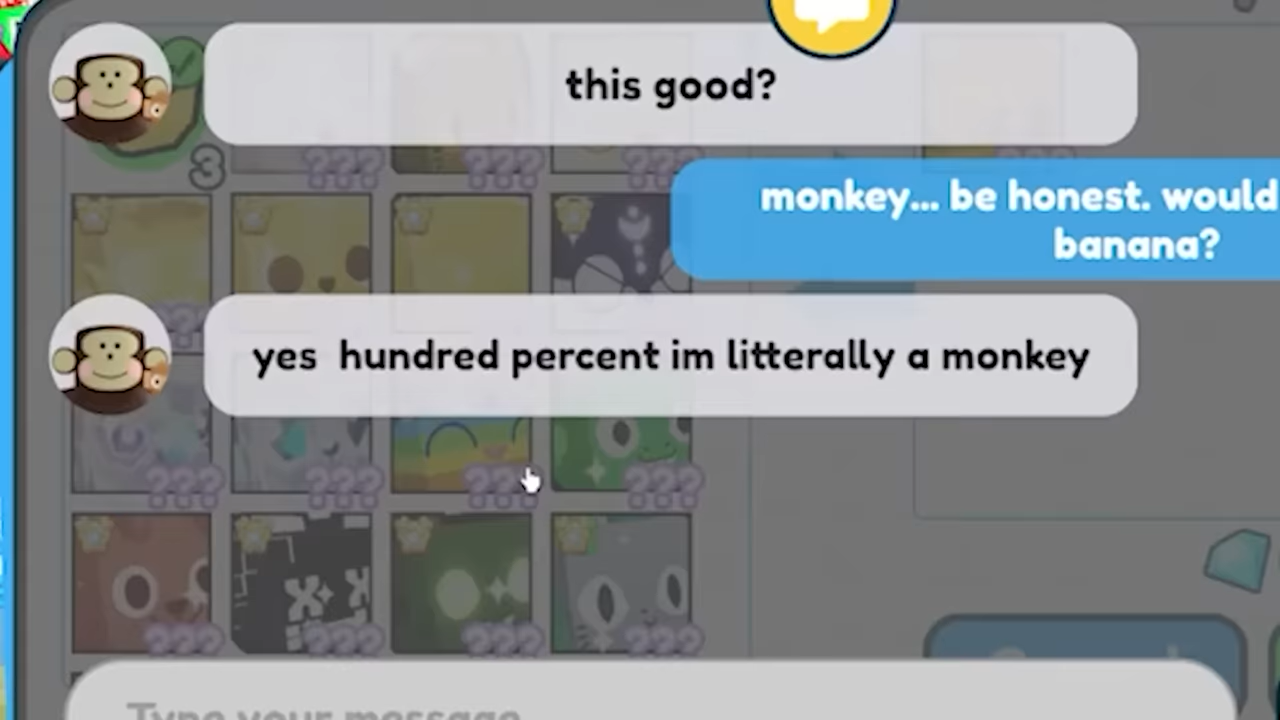 this good?
monkey... be honest. would
banana?
yes hundred percent im litterally a monkey
3
???
???
???
???
???
???
???
???
???
???
???
???
Type your message